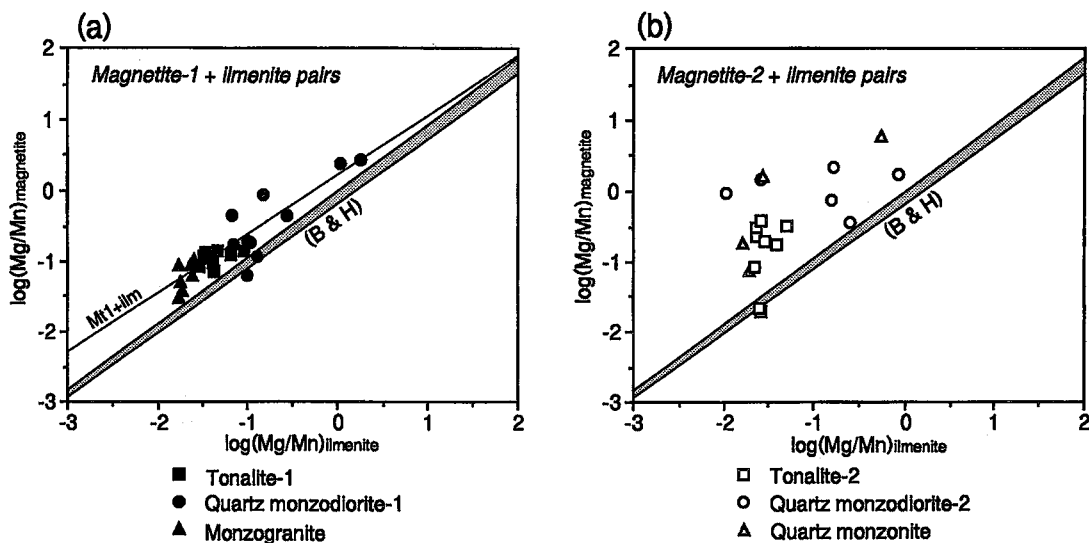 (a)
Magnetite-1 + ilmenite pairs
log(Mg/Mn)magnetite
2
1
0
-1
-2
-3
Mt1+ilm
(B & H)
-3 -2 -1 0 1 2
log(Mg/Mn)ilmenite
Tonalite-1
Quartz monzodiorite-1
Monzogranite
(b)
Magnetite-2 + ilmenite pairs
log(Mg/Mn)magnetite
2
1
0
-1
-2
-3
(B & H)
-3 -2 -1 0 1 2
log(Mg/Mn)ilmenite
Tonalite-2
Quartz monzodiorite-2
Quartz monzonite